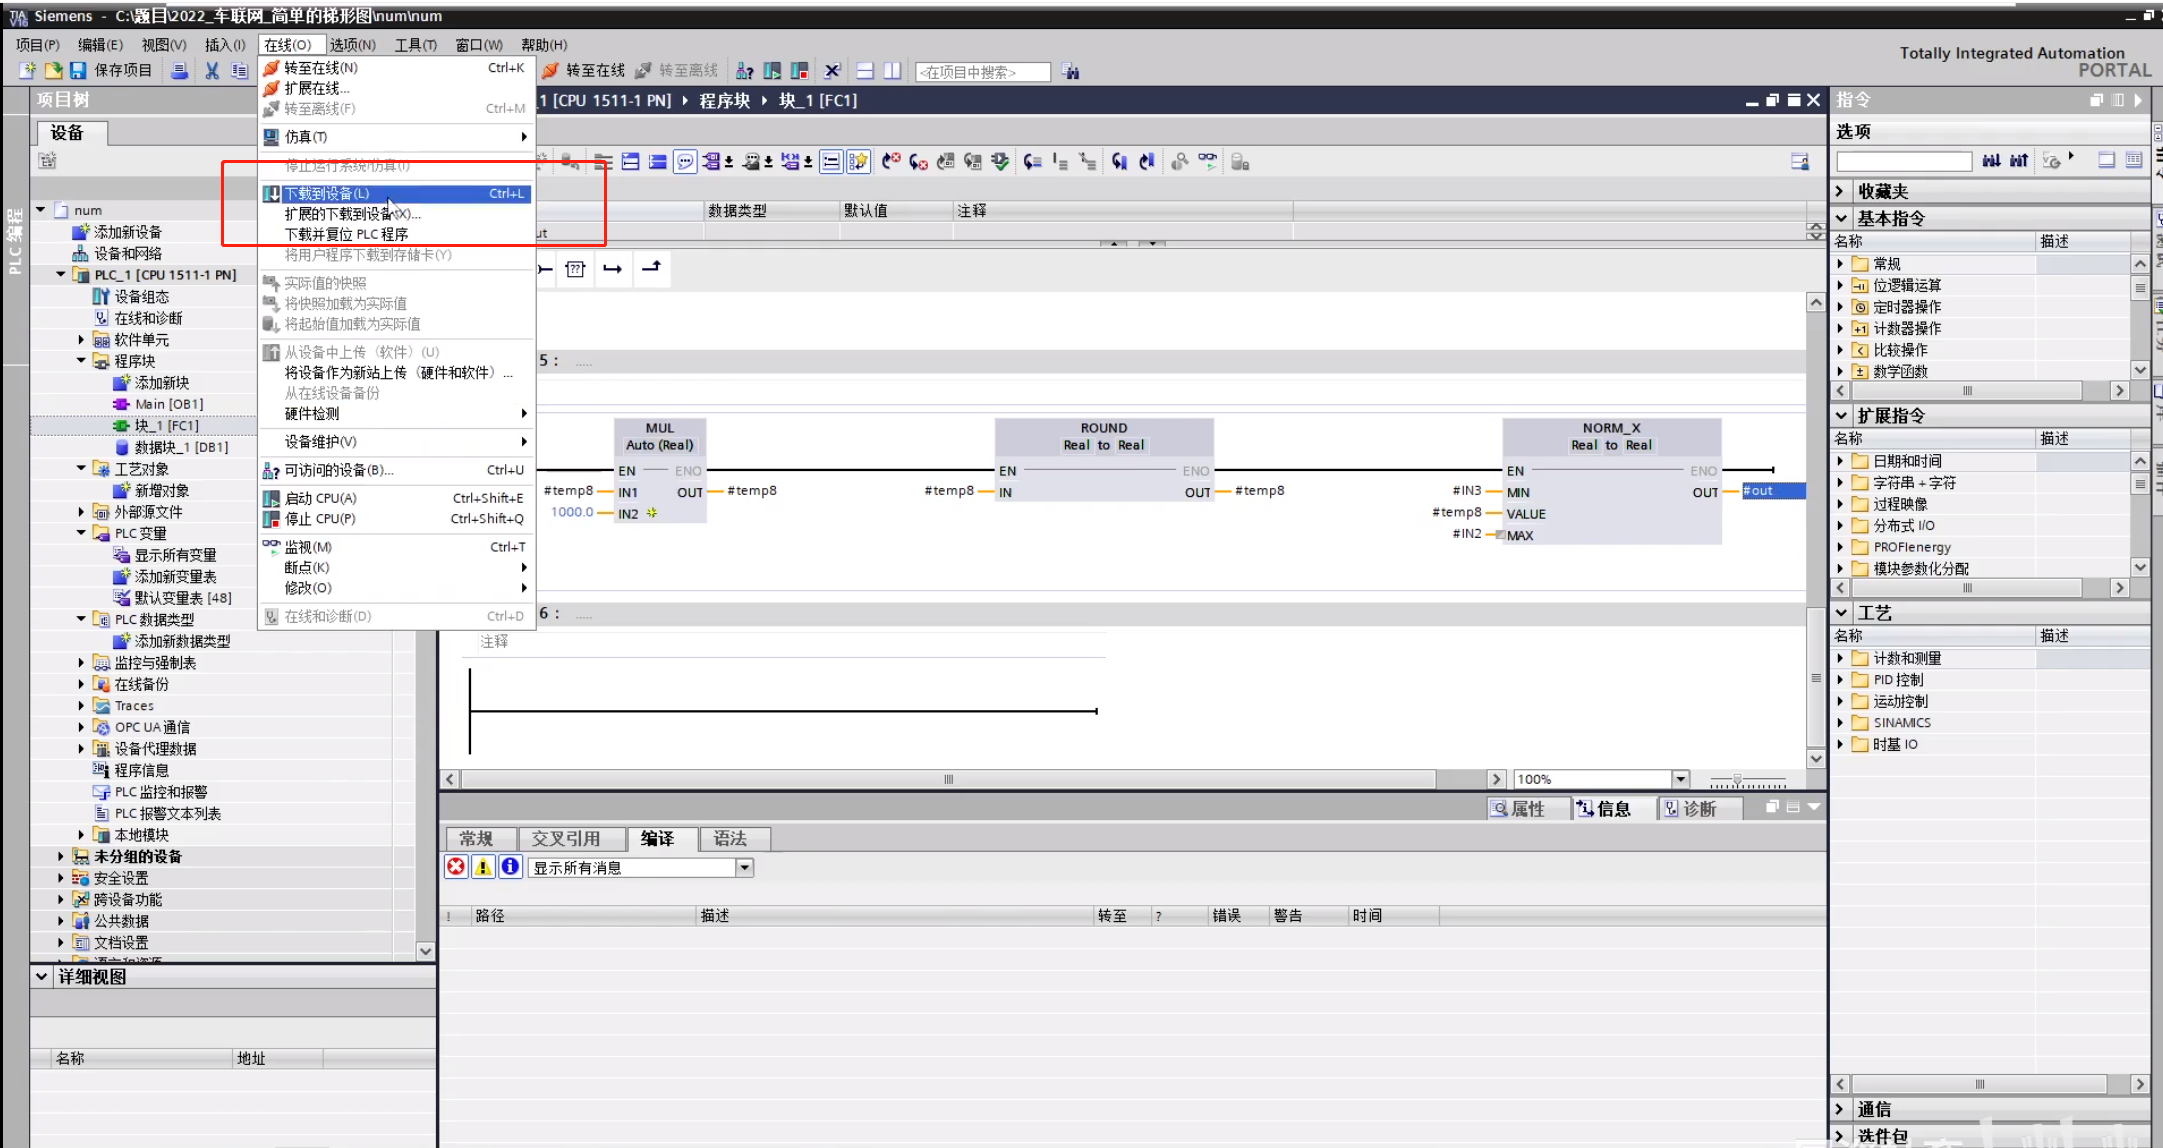 Siemens - C:\题目\2022_车联网_简单的梯形图\num\num
项目(P) 编辑(E) 视图(V) 插入(I) 在线(O) 选项(N) 工具(T) 窗口(W) 帮助(H)
Totally Integrated Automation
PORTAL
保存项目 转至在线 转至离线 <在项目中搜索>
项目树
_1 [CPU 1511-1 PN] 程序块 块_1 [FC1]
指令
设备
选项
转至在线(N) Ctrl+K
扩展在线...
转至离线(F) Ctrl+M
仿真(T)
停止运行系统/仿真(I)
下载到设备(L) Ctrl+L
扩展的下载到设备(X)...
下载并复位 PLC 程序
将用户程序下载到存储卡(Y)
实际值的快照
将快照加载为实际值
将起始值加载为实际值
从设备中上传（软件）(U)
将设备作为新站上传（硬件和软件）...
从在线设备备份
硬件检测
设备维护(V)
可访问的设备(B)... Ctrl+U
启动 CPU(A) Ctrl+Shift+E
停止 CPU(P) Ctrl+Shift+Q
监视(M) Ctrl+T
断点(K)
修改(O)
在线和诊断(D) Ctrl+D
PLC 编程
num
添加新设备
设备和网络
PLC_1 [CPU 1511-1 PN]
设备组态
在线和诊断
软件单元
程序块
添加新块
Main [OB1]
块_1 [FC1]
数据块_1 [DB1]
工艺对象
新增对象
外部源文件
PLC 变量
显示所有变量
添加新变量表
默认变量表 [48]
PLC 数据类型
添加新数据类型
监控与强制表
在线备份
Traces
OPC UA 通信
设备代理数据
程序信息
PLC 监控和报警
PLC 报警文本列表
本地模块
未分组的设备
安全设置
跨设备功能
公共数据
文档设置
语言和资源
详细视图
名称 地址
数据类型 默认值 注释
ut
5： .....
MUL
Auto (Real)
EN ENO
#temp8 IN1 OUT #temp8
1000.0 IN2
ROUND
Real to Real
EN ENO
#temp8 IN OUT #temp8
NORM_X
Real to Real
EN ENO
#IN3 MIN OUT #out
#temp8 VALUE
#IN2 MAX
6： .....
注释
100%
属性 信息 诊断
常规 交叉引用 编译 语法
显示所有消息
! 路径 描述 转至 ? 错误 警告 时间
收藏夹
基本指令
名称 描述
常规
位逻辑运算
定时器操作
计数器操作
比较操作
数学函数
扩展指令
名称 描述
日期和时间
字符串 + 字符
过程映像
分布式 I/O
PROFIenergy
模块参数化分配
工艺
名称 描述
计数和测量
PID 控制
运动控制
SINAMICS
时基 IO
通信
选件包